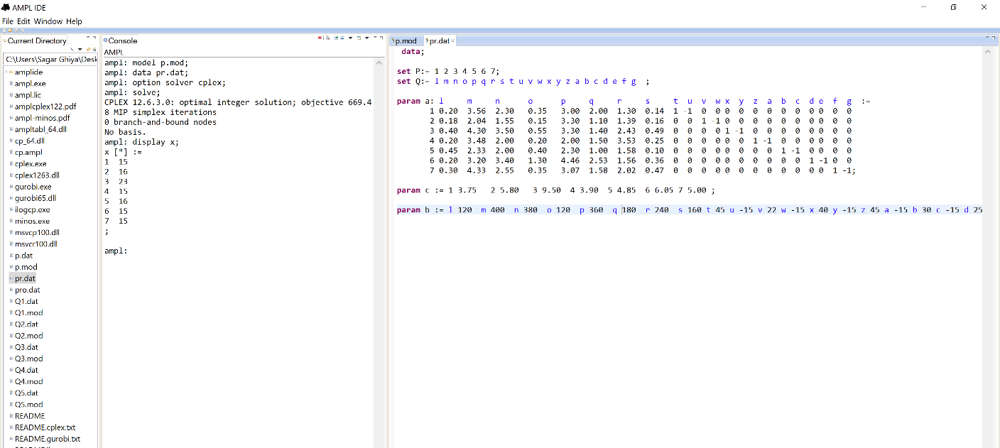 AMPL IDE
File Edit Window Help
Current Directory
C:\Users\Sagar Ghiya\Desk
amplide
ampl.exe
ampl.lic
amplcplex122.pdf
ampl-minos.pdf
ampltabl_64.dll
cp_64.dll
cp.ampl
cplex.exe
cplex1263.dll
gurobi.exe
gurobi65.dll
ilogcp.exe
minos.exe
msvcp100.dll
msvcr100.dll
p.dat
p.mod
pr.dat
pro.dat
Q1.dat
Q1.mod
Q2.dat
Q2.mod
Q3.dat
Q3.mod
Q4.dat
Q4.mod
Q5.dat
Q5.mod
README
README.cplex.txt
README.gurobi.txt
Console
AMPL
ampl: model p.mod;
ampl: data pr.dat;
ampl: option solver cplex;
ampl: solve;
CPLEX 12.6.3.0: optimal integer solution; objective 669.4
8 MIP simplex iterations
0 branch-and-bound nodes
No basis.
ampl: display x;
x [*] :=
1 15
2 16
3 23
4 15
5 16
6 15
7 15
;
ampl:
p.mod pr.dat
data;
set P:= 1 2 3 4 5 6 7;
set Q:= l m n o p q r s t u v w x y z a b c d e f g ;
param a: l m n o p q r s t u v w x y z a b c d e f g :=
1 0.20 3.56 2.30 0.35 3.00 2.00 1.30 0.14 1 -1 0 0 0 0 0 0 0 0 0 0 0 0
2 0.18 2.04 1.55 0.15 3.30 1.10 1.39 0.16 0 0 1 -1 0 0 0 0 0 0 0 0 0 0
3 0.40 4.30 3.50 0.55 3.30 1.40 2.43 0.49 0 0 0 0 1 -1 0 0 0 0 0 0 0 0
4 0.20 3.48 2.00 0.20 2.00 1.50 3.53 0.25 0 0 0 0 0 0 1 -1 0 0 0 0 0 0
5 0.45 2.33 2.00 0.40 2.30 1.00 1.58 0.10 0 0 0 0 0 0 0 0 1 -1 0 0 0 0
6 0.20 3.20 3.40 1.30 4.46 2.53 1.56 0.36 0 0 0 0 0 0 0 0 0 0 1 -1 0 0
7 0.30 4.33 2.55 0.35 3.07 1.58 2.02 0.47 0 0 0 0 0 0 0 0 0 0 0 0 1 -1;
param c := 1 3.75 2 5.80 3 9.50 4 3.90 5 4.85 6 6.05 7 5.00 ;
param b := l 120 m 400 n 380 o 120 p 360 q 180 r 240 s 160 t 45 u -15 v 22 w -15 x 40 y -15 z 45 a -15 b 30 c -15 d 25